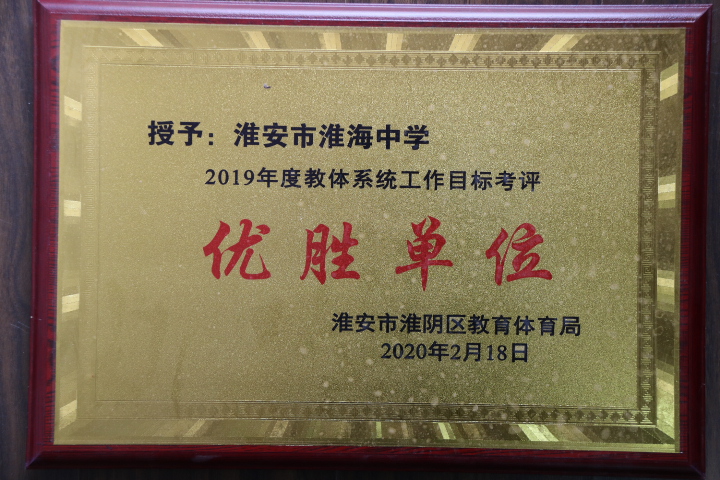 授予：淮安市淮海中学
2019年度教体系统工作目标考评
优胜单位
淮安市淮阴区教育体育局
2020年2月18日